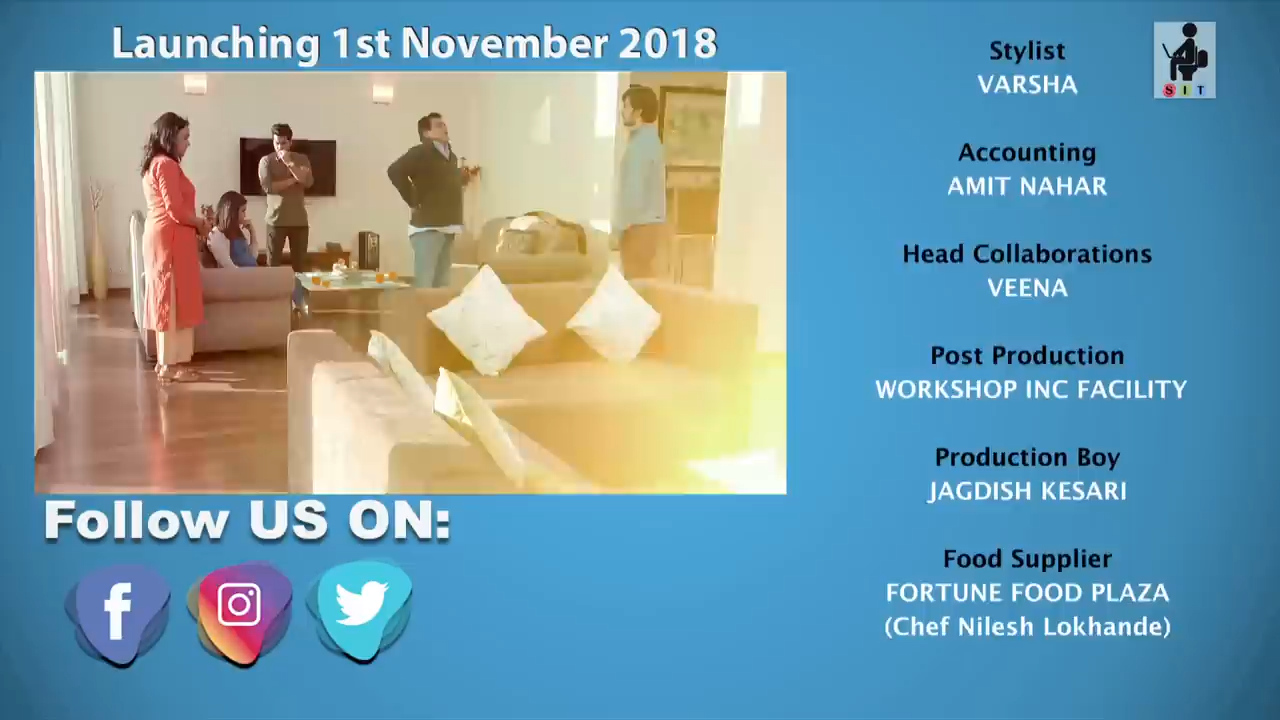 Launching 1st November 2018
Stylist
VARSHA
S I T
Accounting
AMIT NAHAR
Head Collaborations
VEENA
Post Production
WORKSHOP INC FACILITY
Production Boy
JAGDISH KESARI
Food Supplier
FORTUNE FOOD PLAZA
(Chef Nilesh Lokhande)
Follow US ON: